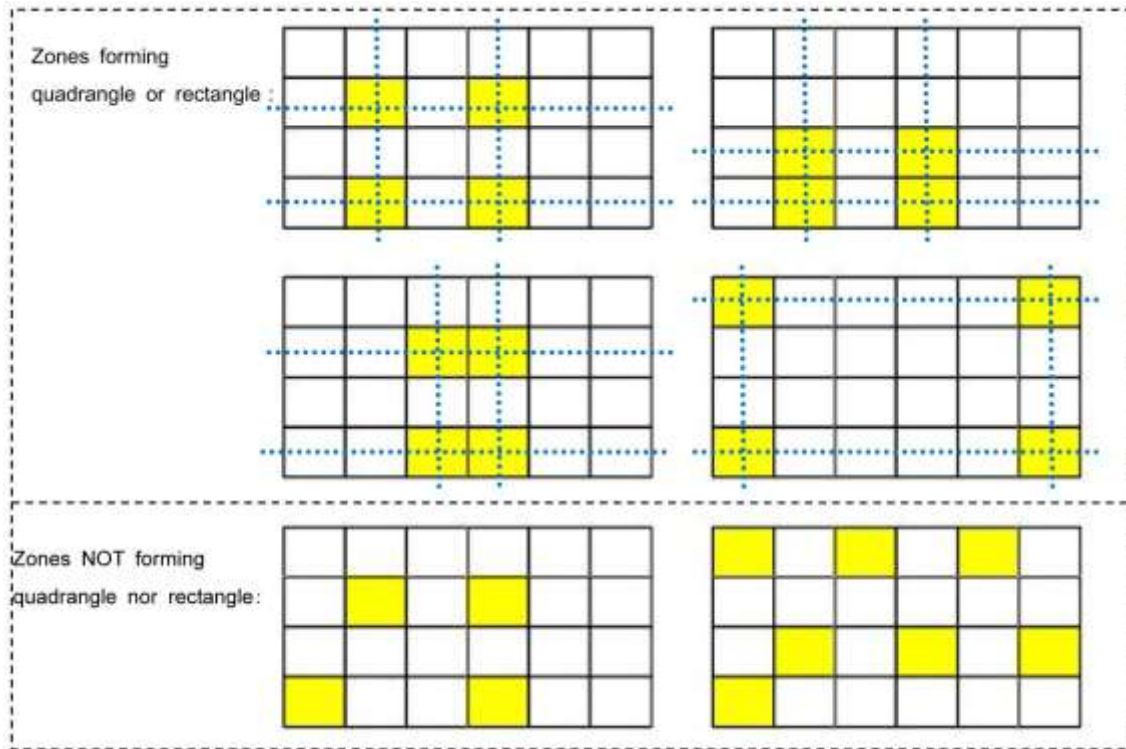 Zones forming
quadrangle or rectangle :
Zones NOT forming
quadrangle nor rectangle: